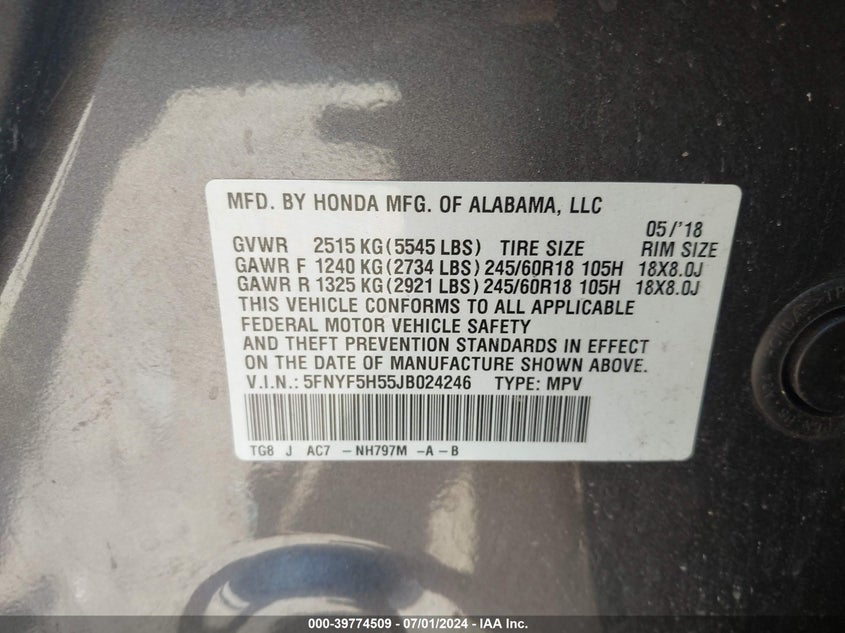 MFD. BY HONDA MFG. OF ALABAMA, LLC
05/'18
GVWR 2515 KG (5545 LBS) TIRE SIZE RIM SIZE
GAWR F 1240 KG (2734 LBS) 245/60R18 105H 18X8.0J
GAWR R 1325 KG (2921 LBS) 245/60R18 105H 18X8.0J
THIS VEHICLE CONFORMS TO ALL APPLICABLE
FEDERAL MOTOR VEHICLE SAFETY
AND THEFT PREVENTION STANDARDS IN EFFECT
ON THE DATE OF MANUFACTURE SHOWN ABOVE.
V.I.N.: 5FNYF5H55JB024246 TYPE: MPV
TG8 J AC7 -NH797M -A-B
000-39774509 - 07/01/2024 - IAA Inc.